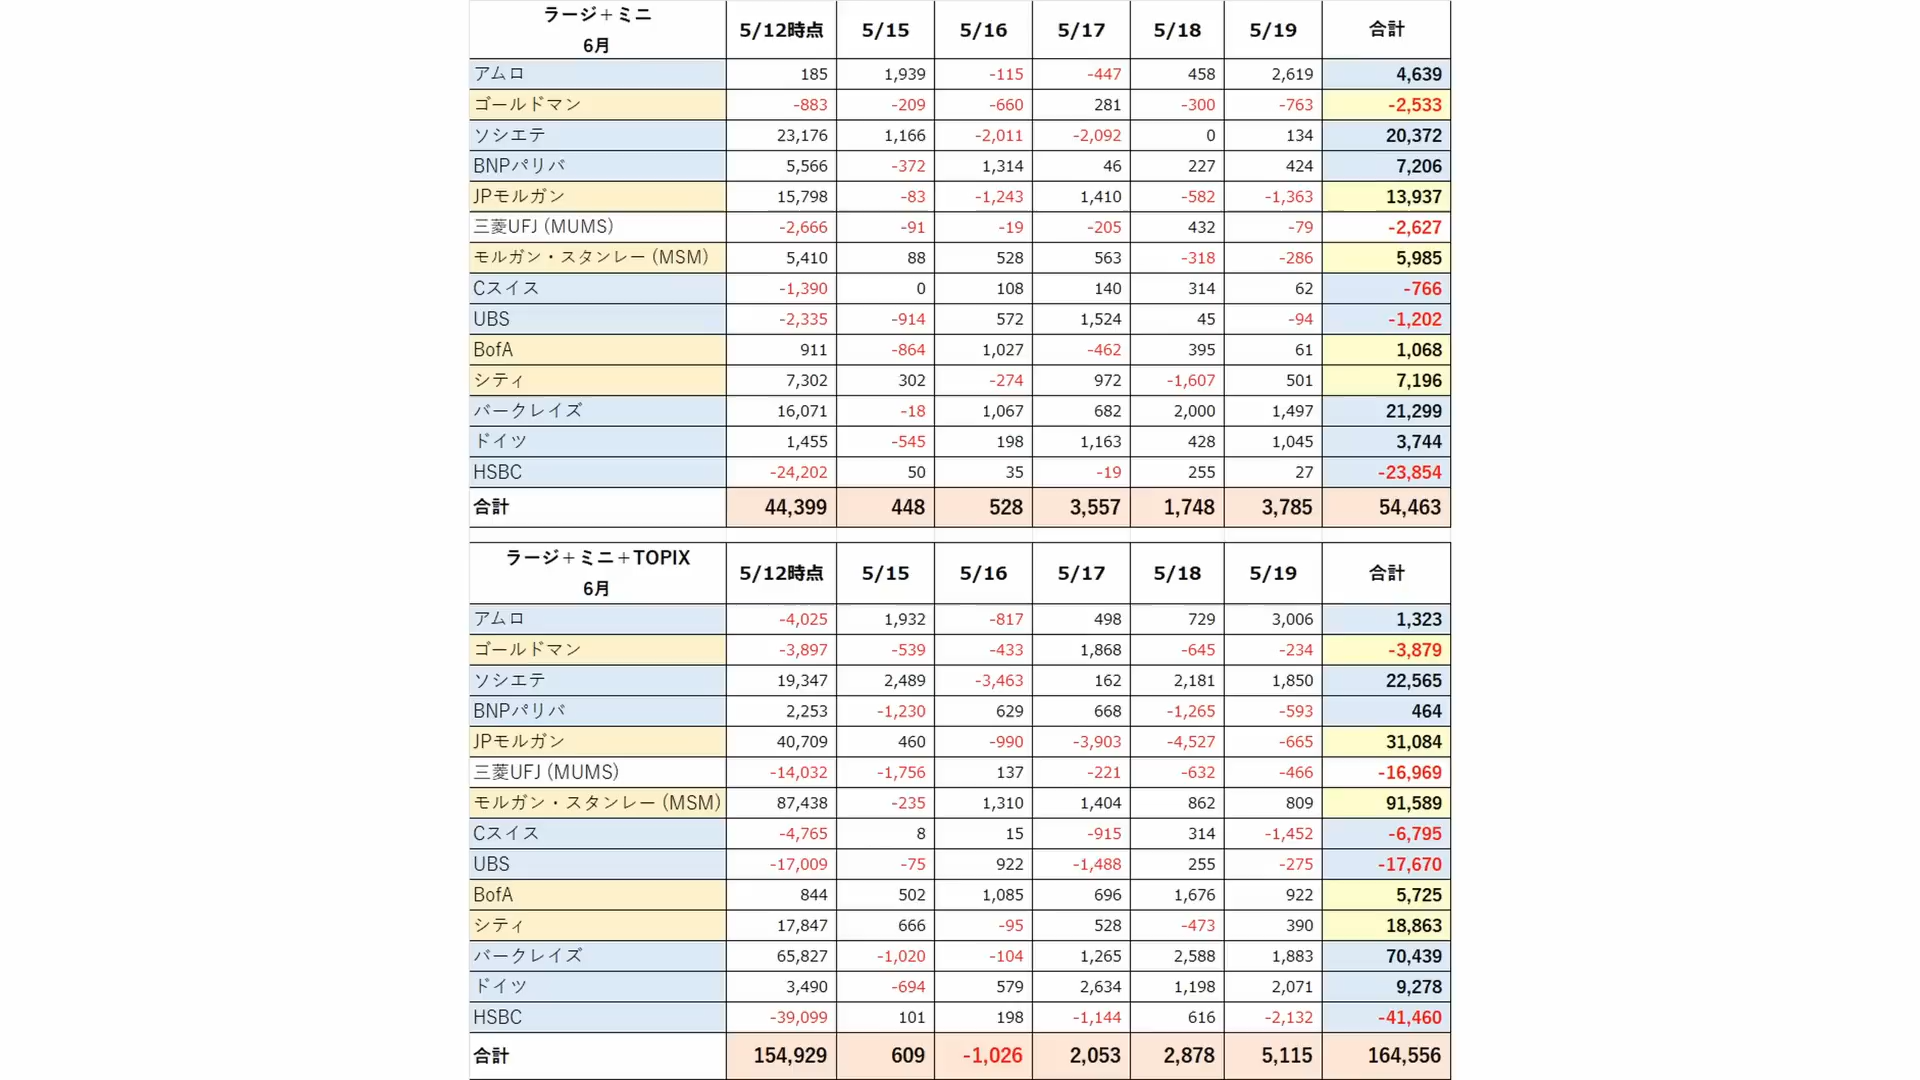 ラージ＋ミニ
6月
5/12時点 5/15 5/16 5/17 5/18 5/19 合計
アムロ 185 1,939 -115 -447 458 2,619 4,639
ゴールドマン -883 -209 -660 281 -300 -763 -2,533
ソシエテ 23,176 1,166 -2,011 -2,092 0 134 20,372
BNPパリバ 5,566 -372 1,314 46 227 424 7,206
JPモルガン 15,798 -83 -1,243 1,410 -582 -1,363 13,937
三菱UFJ (MUMS) -2,666 -91 -19 -205 432 -79 -2,627
モルガン・スタンレー (MSM) 5,410 88 528 563 -318 -286 5,985
Cスイス -1,390 0 108 140 314 62 -766
UBS -2,335 -914 572 1,524 45 -94 -1,202
BofA 911 -864 1,027 -462 395 61 1,068
シティ 7,302 302 -274 972 -1,607 501 7,196
バークレイズ 16,071 -18 1,067 682 2,000 1,497 21,299
ドイツ 1,455 -545 198 1,163 428 1,045 3,744
HSBC -24,202 50 35 -19 255 27 -23,854
合計 44,399 448 528 3,557 1,748 3,785 54,463
ラージ＋ミニ＋TOPIX
6月
5/12時点 5/15 5/16 5/17 5/18 5/19 合計
アムロ -4,025 1,932 -817 498 729 3,006 1,323
ゴールドマン -3,897 -539 -433 1,868 -645 -234 -3,879
ソシエテ 19,347 2,489 -3,463 162 2,181 1,850 22,565
BNPパリバ 2,253 -1,230 629 668 -1,265 -593 464
JPモルガン 40,709 460 -990 -3,903 -4,527 -665 31,084
三菱UFJ (MUMS) -14,032 -1,756 137 -221 -632 -466 -16,969
モルガン・スタンレー (MSM) 87,438 -235 1,310 1,404 862 809 91,589
Cスイス -4,765 8 15 -915 314 -1,452 -6,795
UBS -17,009 -75 922 -1,488 255 -275 -17,670
BofA 844 502 1,085 696 1,676 922 5,725
シティ 17,847 666 -95 528 -473 390 18,863
バークレイズ 65,827 -1,020 -104 1,265 2,588 1,883 70,439
ドイツ 3,490 -694 579 2,634 1,198 2,071 9,278
HSBC -39,099 101 198 -1,144 616 -2,132 -41,460
合計 154,929 609 -1,026 2,053 2,878 5,115 164,556